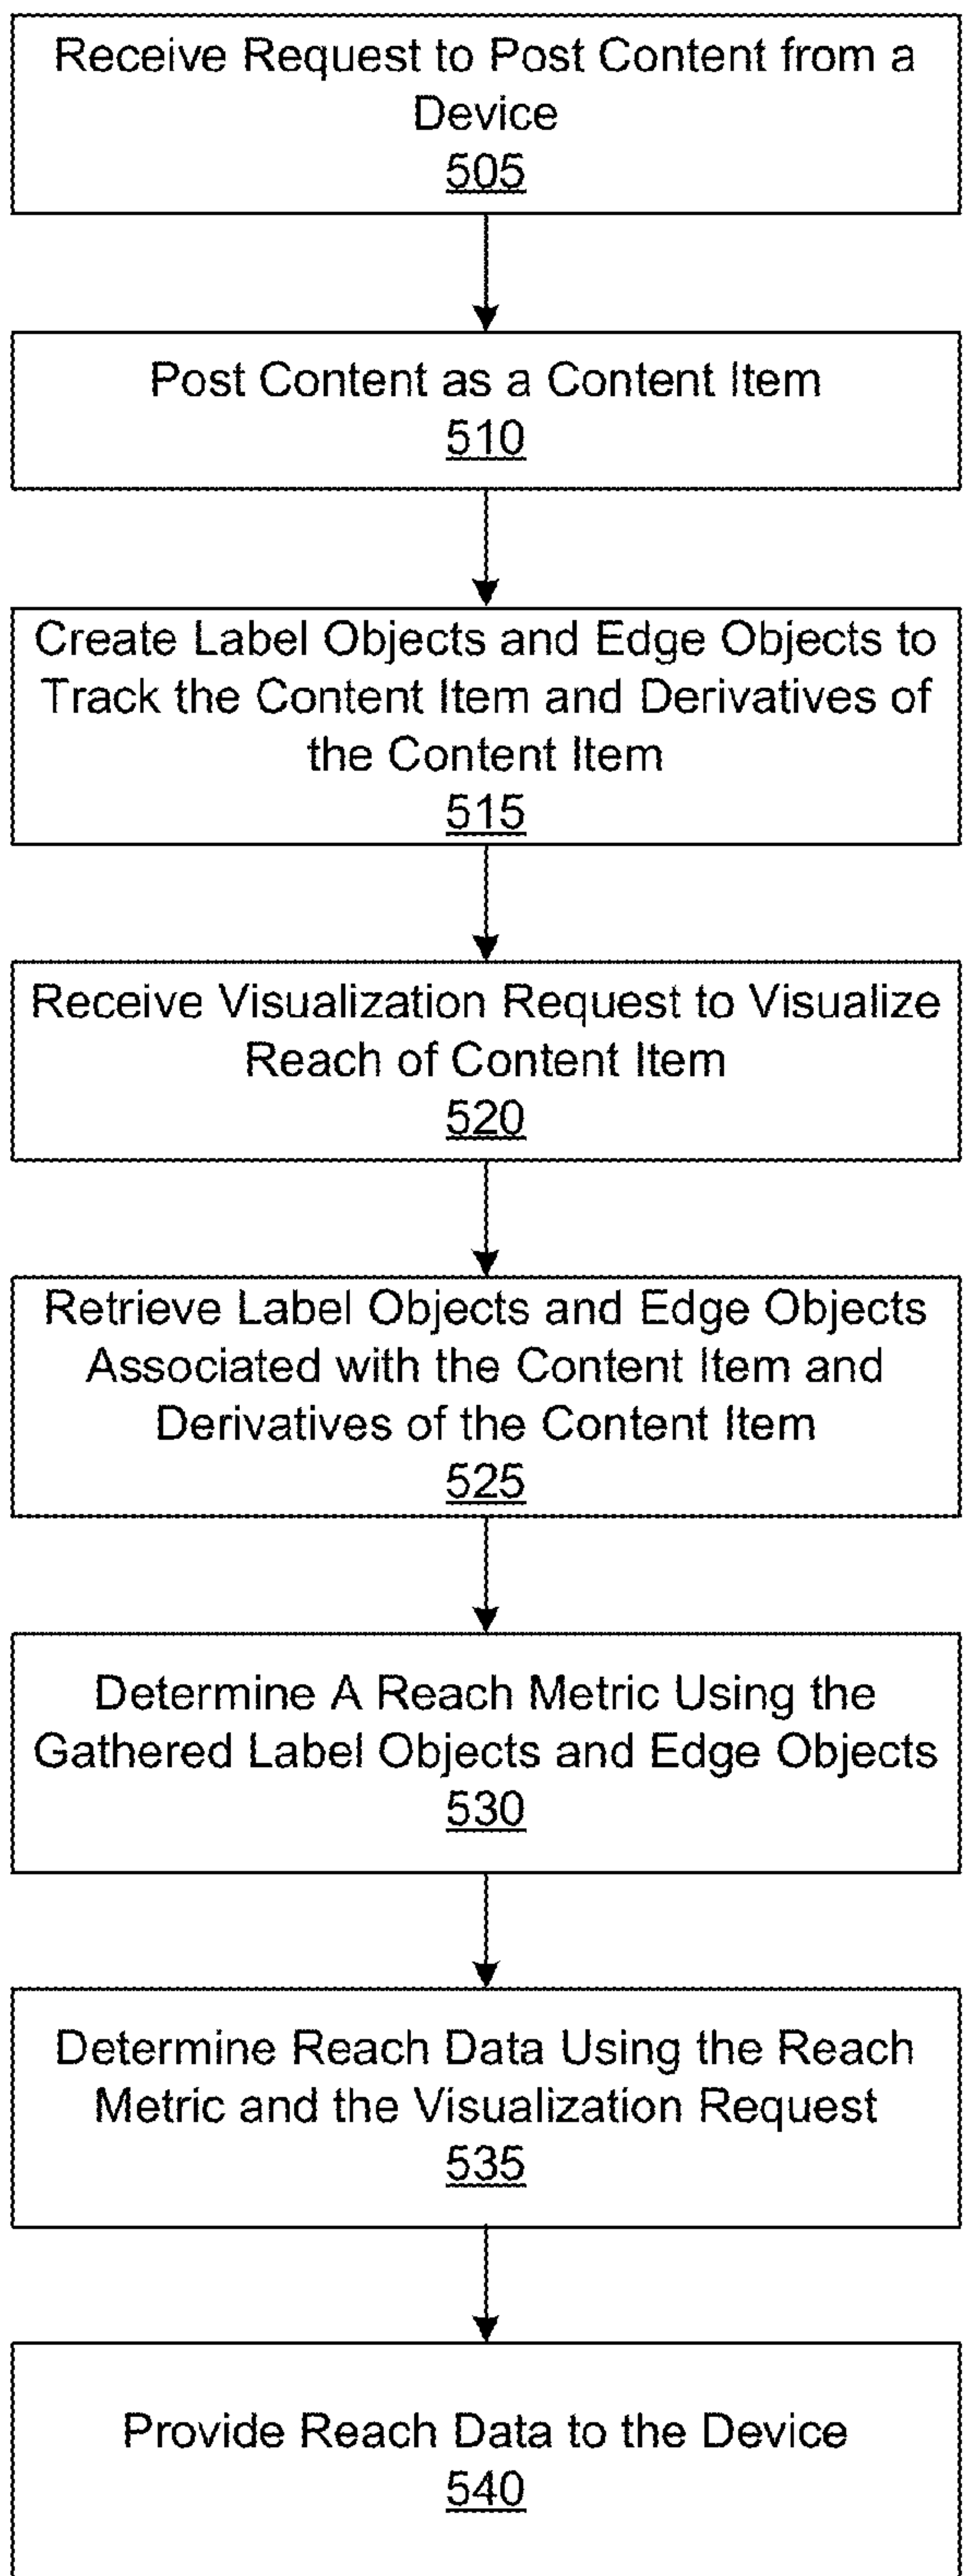 Receive Request to Post Content from a
Device
505
Post Content as a Content Item
510
Create Label Objects and Edge Objects to
Track the Content Item and Derivatives of
the Content Item
515
Receive Visualization Request to Visualize
Reach of Content Item
520
Retrieve Label Objects and Edge Objects
Associated with the Content Item and
Derivatives of the Content Item
525
Determine A Reach Metric Using the
Gathered Label Objects and Edge Objects
530
Determine Reach Data Using the Reach
Metric and the Visualization Request
535
Provide Reach Data to the Device
540